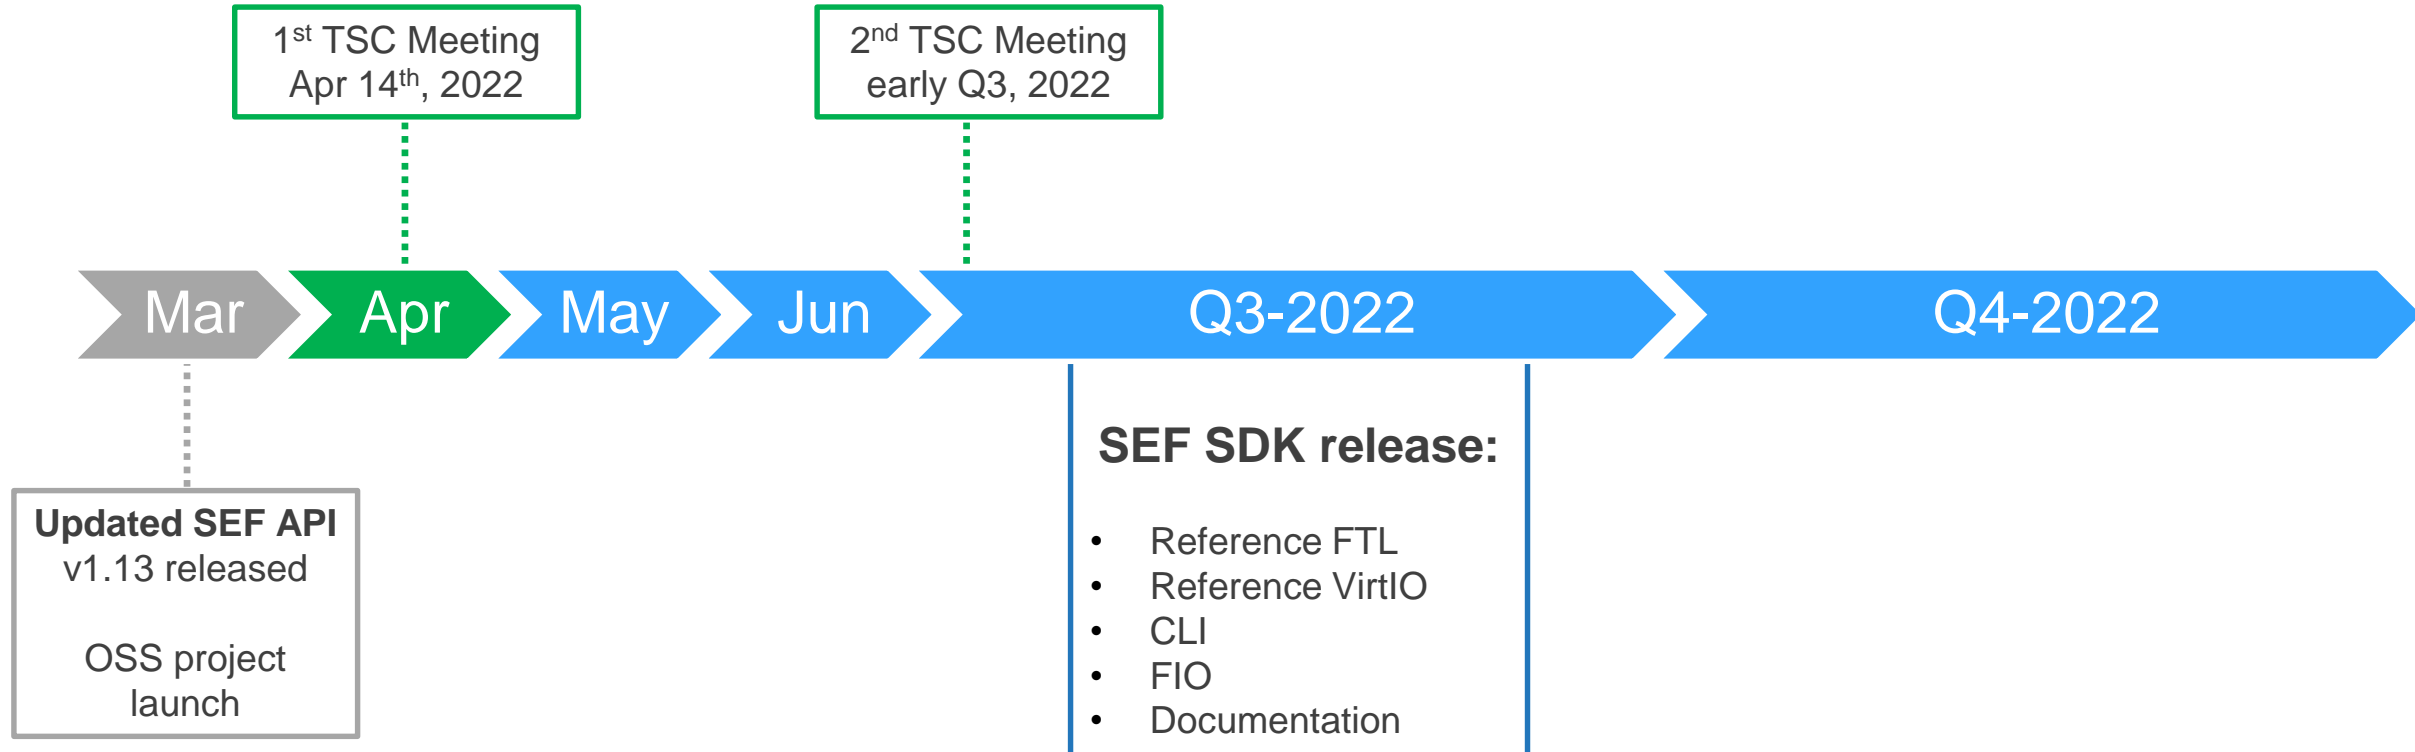 1st TSC Meeting
Apr 14th, 2022
2nd TSC Meeting
early Q3, 2022
Mar
Apr
May
Jun
Q3-2022
Q4-2022
Updated SEF API
v1.13 released
OSS project
launch
SEF SDK release:
• Reference FTL
• Reference VirtIO
• CLI
• FIO
• Documentation